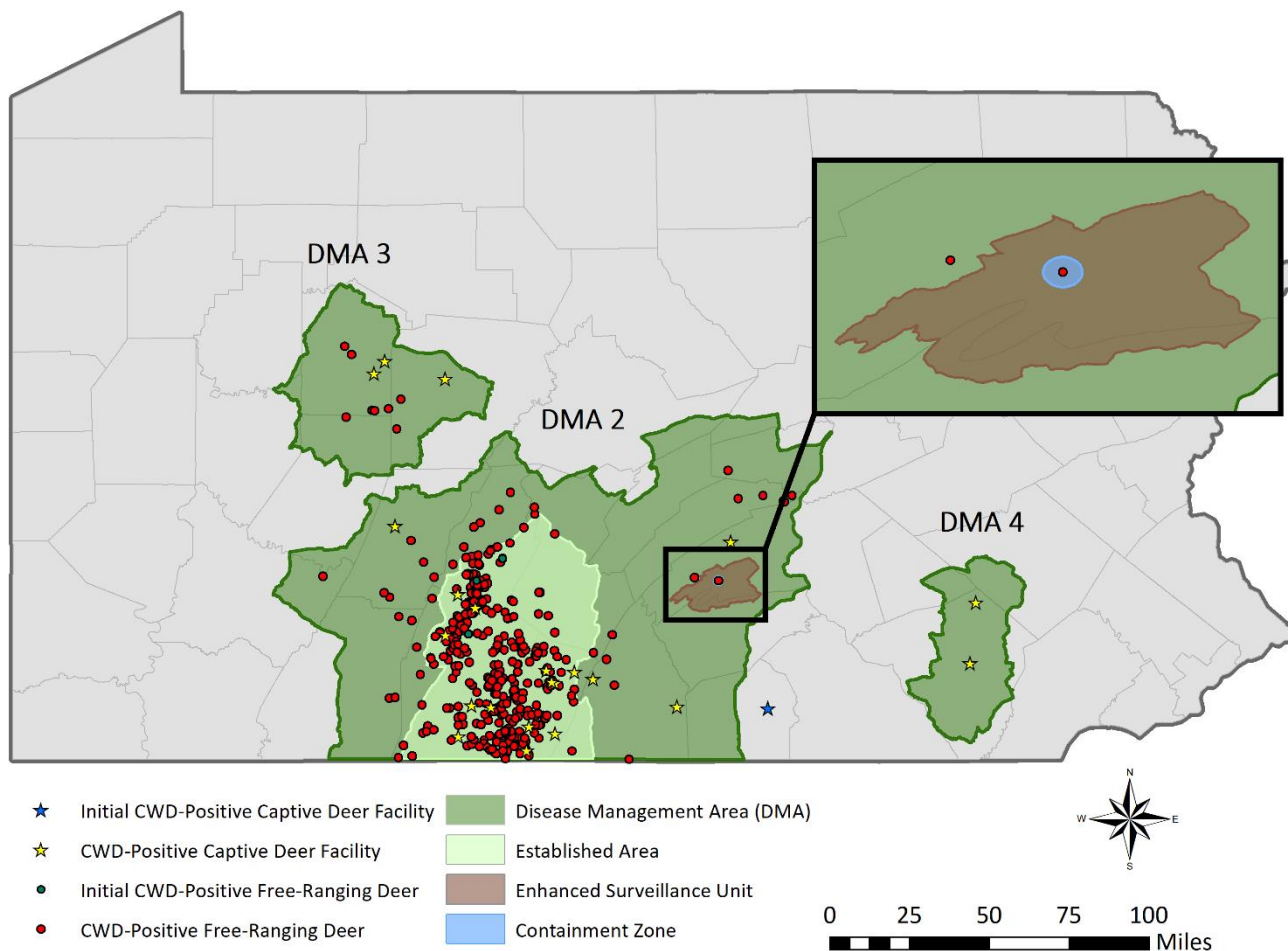 DMA 3
DMA 2
DMA 4
Initial CWD-Positive Captive Deer Facility
CWD-Positive Captive Deer Facility
Initial CWD-Positive Free-Ranging Deer
CWD-Positive Free-Ranging Deer
Disease Management Area (DMA)
Established Area
Enhanced Surveillance Unit
Containment Zone
N
W E
S
0 25 50 75 100
Miles